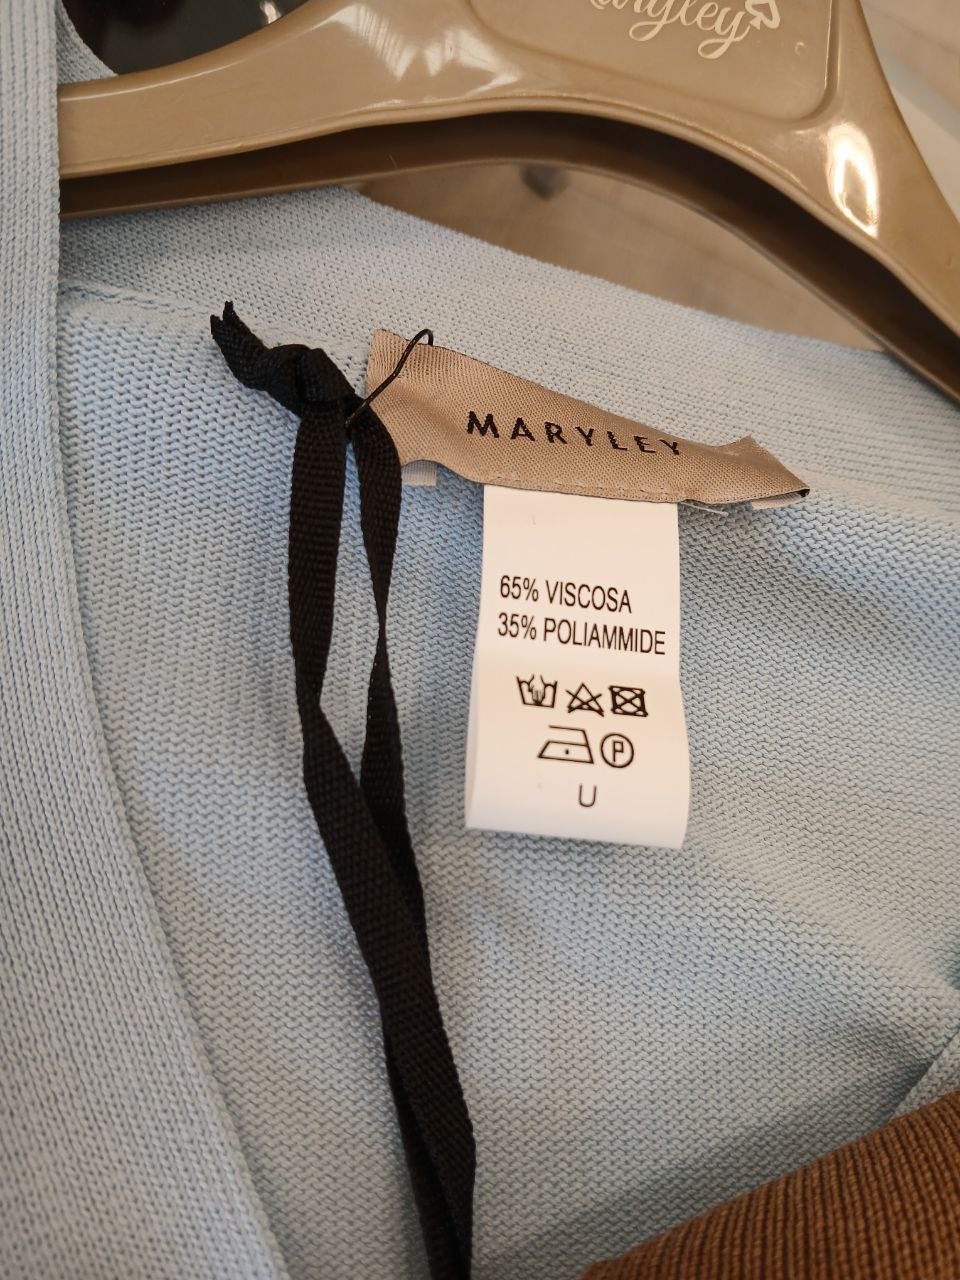 MARYLEY
65% VISCOSA
35% POLIAMMIDE
P
U